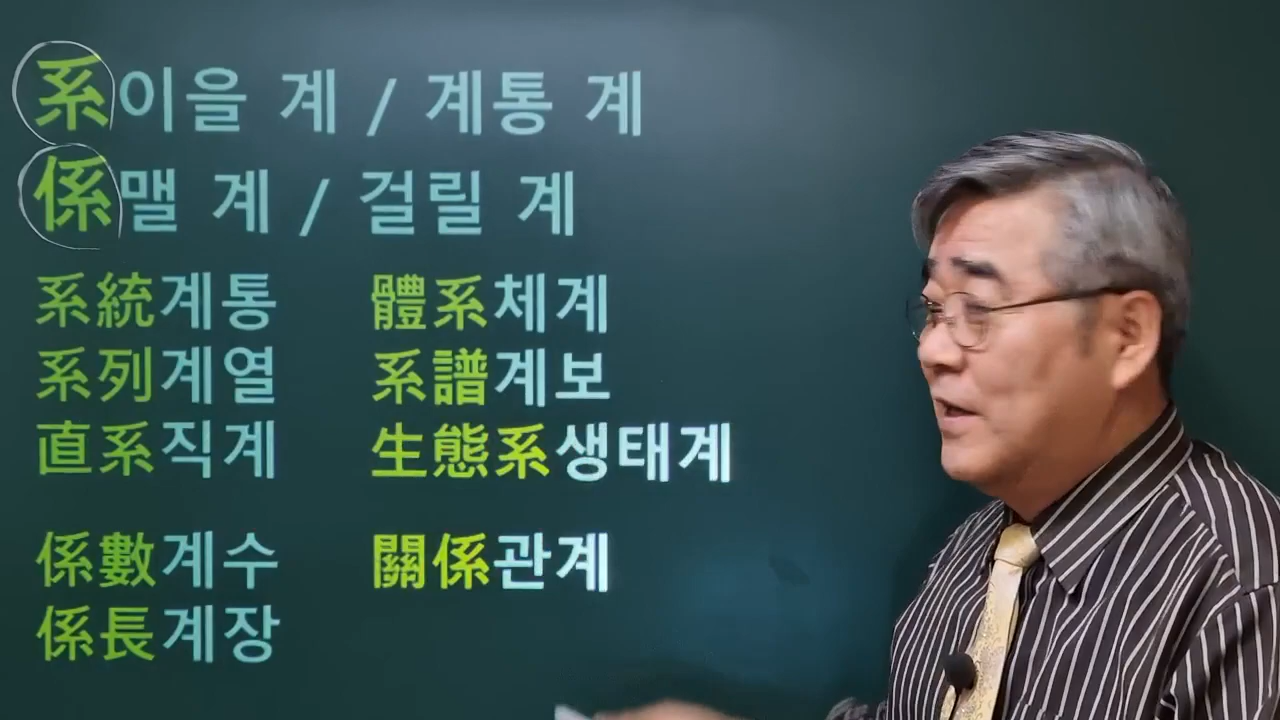 系이을 계 / 계통 계
係맬 계 / 걸릴 계
系統계통 體系체계
系列계열 系譜계보
直系직계 生態系생태계
係數계수 關係관계
係長계장